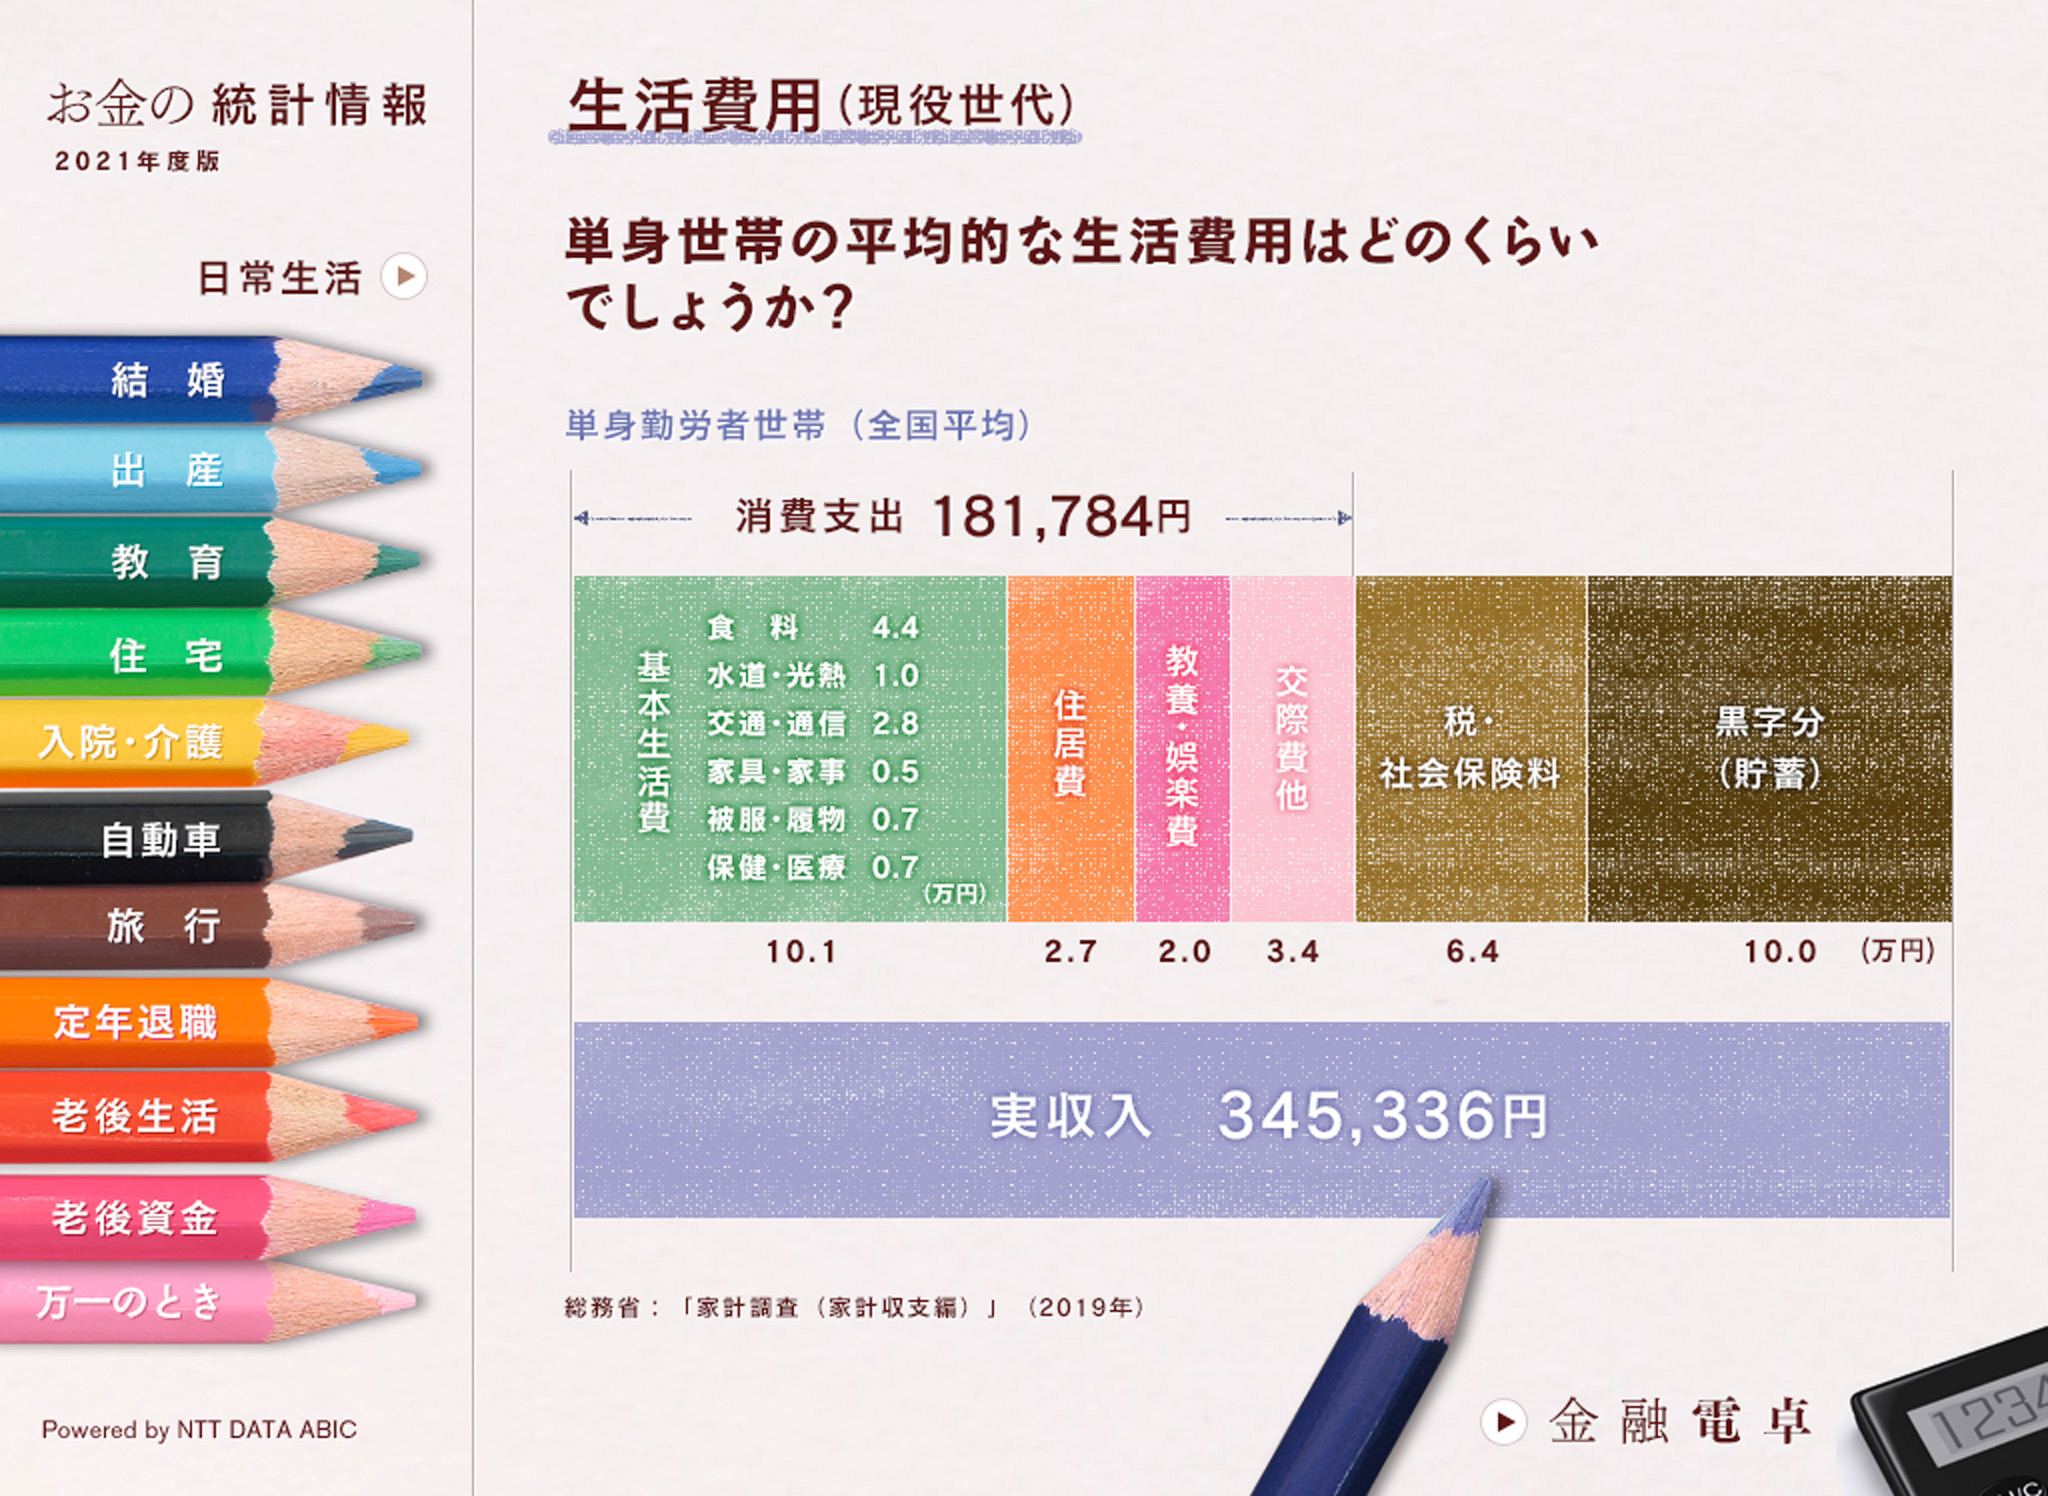 お金の統計情報
2021年度版
日常生活
結 婚
出 産
教 育
住 宅
入院・介護
自動車
旅 行
定年退職
老後生活
老後資金
万一のとき
Powered by NTT DATA ABIC
生活費用(現役世代)
単身世帯の平均的な生活費用はどのくらい
でしょうか?
単身勤労者世帯(全国平均)
消費支出 181,784円
基本生活費
食 料 4.4
水道・光熱 1.0
交通・通信 2.8
家具・家事 0.5
被服・履物 0.7
保健・医療 0.7
(万円)
住居費
教養・娯楽費
交際費他
税・
社会保険料
黒字分
(貯蓄)
10.1 2.7 2.0 3.4 6.4 10.0 (万円)
実収入 345,336円
総務省:「家計調査(家計収支編)」(2019年)
金融電卓
1234